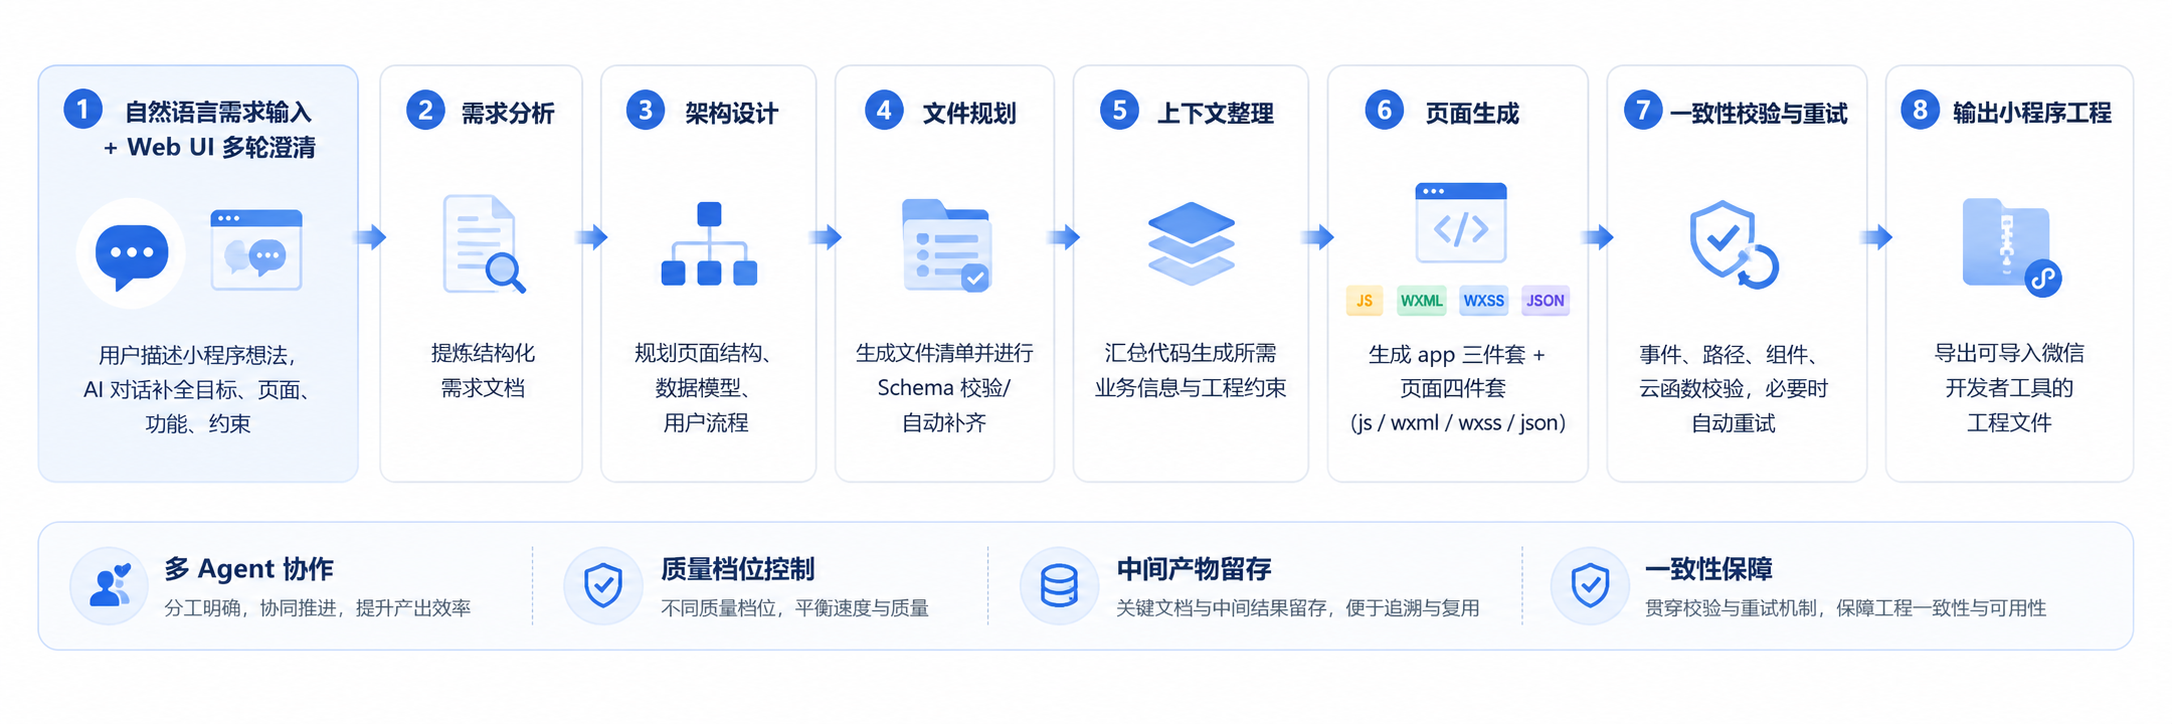 1 自然语言需求输入
+ Web UI 多轮澄清
用户描述小程序想法，
AI 对话补全目标、页面、
功能、约束
2 需求分析
提炼结构化
需求文档
3 架构设计
规划页面结构、
数据模型、
用户流程
4 文件规划
生成文件清单并进行
Schema 校验/
自动补齐
5 上下文整理
汇总代码生成所需
业务信息与工程约束
6 页面生成
JS WXML WXSS JSON
生成 app 三件套 +
页面四件套
（js / wxml / wxss / json）
7 一致性校验与重试
事件、路径、组件、
云函数校验，必要时
自动重试
8 输出小程序工程
导出可导入微信
开发者工具的
工程文件
多 Agent 协作
分工明确，协同推进，提升产出效率
质量档位控制
不同质量档位，平衡速度与质量
中间产物留存
关键文档与中间结果留存，便于追溯与复用
一致性保障
贯穿校验与重试机制，保障工程一致性与可用性